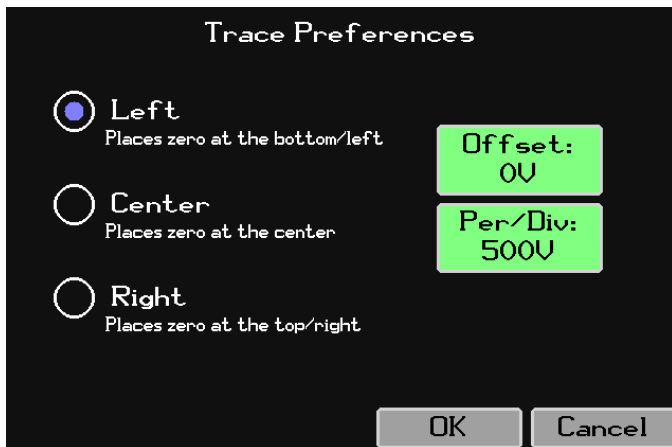 Trace Preferences
Left
Places zero at the bottom/left
Offset:
0V
Center
Places zero at the center
Per/Div:
500V
Right
Places zero at the top/right
OK
Cancel